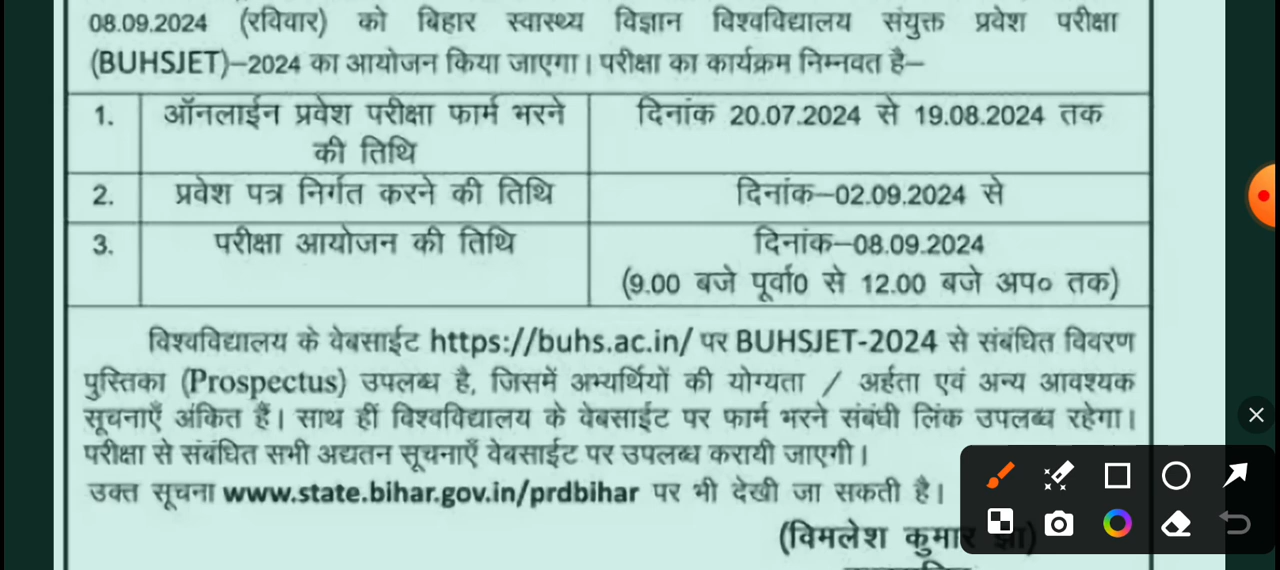 08.09.2024 (रविवार) को बिहार स्वास्थ्य विज्ञान विश्वविद्यालय संयुक्त प्रवेश परीक्षा
(BUHSJET)–2024 का आयोजन किया जाएगा। परीक्षा का कार्यक्रम निम्नवत है–
1. ऑनलाईन प्रवेश परीक्षा फार्म भरने दिनांक 20.07.2024 से 19.08.2024 तक
की तिथि
2. प्रवेश पत्र निर्गत करने की तिथि दिनांक–02.09.2024 से
3. परीक्षा आयोजन की तिथि दिनांक–08.09.2024
(9.00 बजे पूर्वा0 से 12.00 बजे अप० तक)
विश्वविद्यालय के वेबसाईट https://buhs.ac.in/ पर BUHSJET-2024 से संबंधित विवरण
पुस्तिका (Prospectus) उपलब्ध है, जिसमें अभ्यर्थियों की योग्यता / अर्हता एवं अन्य आवश्यक
सूचनाएँ अंकित हैं। साथ हीं विश्वविद्यालय के वेबसाईट पर फार्म भरने संबंधी लिंक उपलब्ध रहेगा।
परीक्षा से संबंधित सभी अद्यतन सूचनाएँ वेबसाईट पर उपलब्ध करायी जाएगी।
उक्त सूचना www.state.bihar.gov.in/prdbihar पर भी देखी जा सकती है।
(विमलेश कुमार झा)